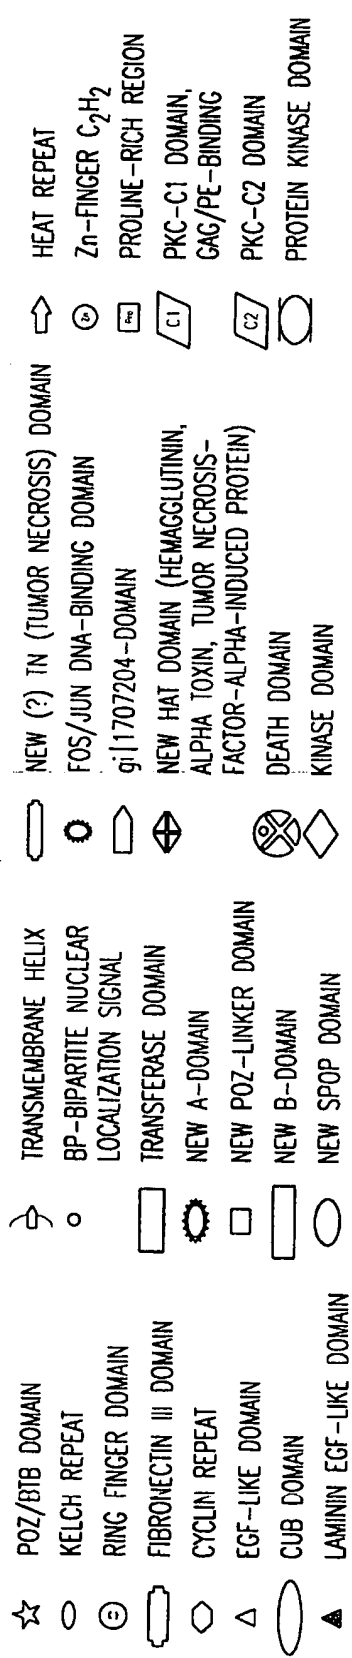 POZ/BTB DOMAIN
KELCH REPEAT
RING FINGER DOMAIN
FIBRONECTIN III DOMAIN
CYCLIN REPEAT
EGF-LIKE DOMAIN
CUB DOMAIN
LAMININ EGF-LIKE DOMAIN
TRANSMEMBRANE HELIX
BP-BIPARTITE NUCLEAR
LOCALIZATION SIGNAL
TRANSFERASE DOMAIN
NEW A-DOMAIN
NEW POZ-LINKER DOMAIN
NEW B-DOMAIN
NEW SPOP DOMAIN
NEW (?) TN (TUMOR NECROSIS) DOMAIN
FOS/JUN DNA-BINDING DOMAIN
gi|1707204-DOMAIN
NEW HAT DOMAIN (HEMAGGLUTININ,
ALPHA TOXIN, TUMOR NECROSIS-
FACTOR-ALPHA-INDUCED PROTEIN)
DEATH DOMAIN
KINASE DOMAIN
HEAT REPEAT
Zn Zn-FINGER C2H2
Pro PROLINE-RICH REGION
C1 PKC-C1 DOMAIN,
GAG/PE-BINDING
C2 PKC-C2 DOMAIN
PROTEIN KINASE DOMAIN